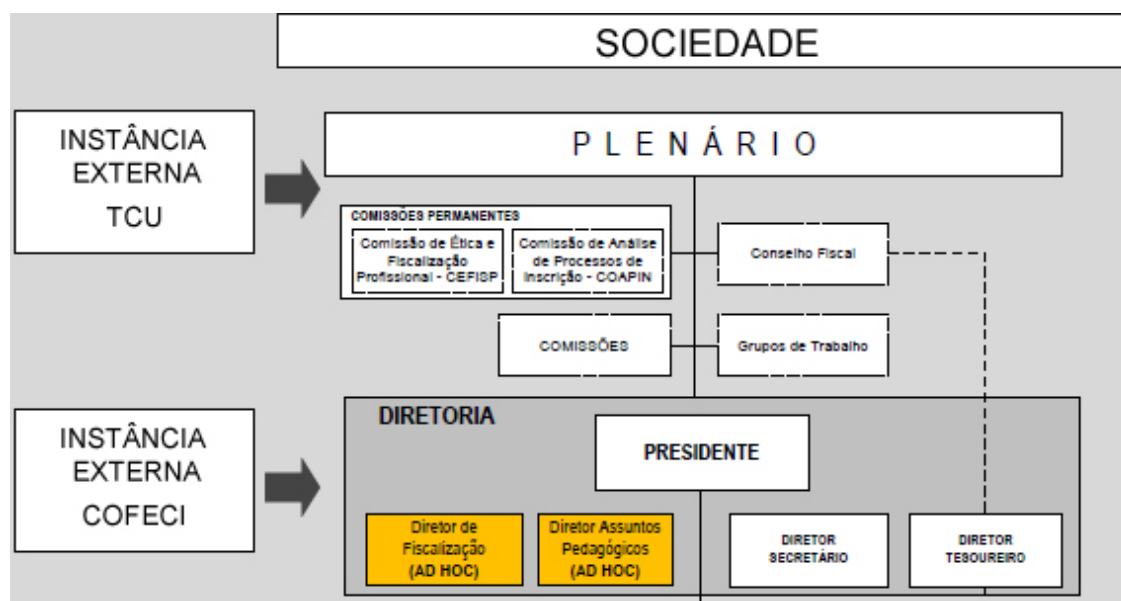 SOCIEDADE
INSTÂNCIA
EXTERNA
TCU
PLENÁRIO
COMISSÕES PERMANENTES
Comissão de Ética e
Fiscalização
Profissional - CEFISP
Comissão de Análise
de Processos de
Inscrição - COAPIN
Conselho Fiscal
COMISSÕES
Grupos de Trabalho
INSTÂNCIA
EXTERNA
COFECI
DIRETORIA
PRESIDENTE
Diretor de
Fiscalização
(AD HOC)
Diretor Assuntos
Pedagógicos
(AD HOC)
DIRETOR
SECRETÁRIO
DIRETOR
TESOUREIRO